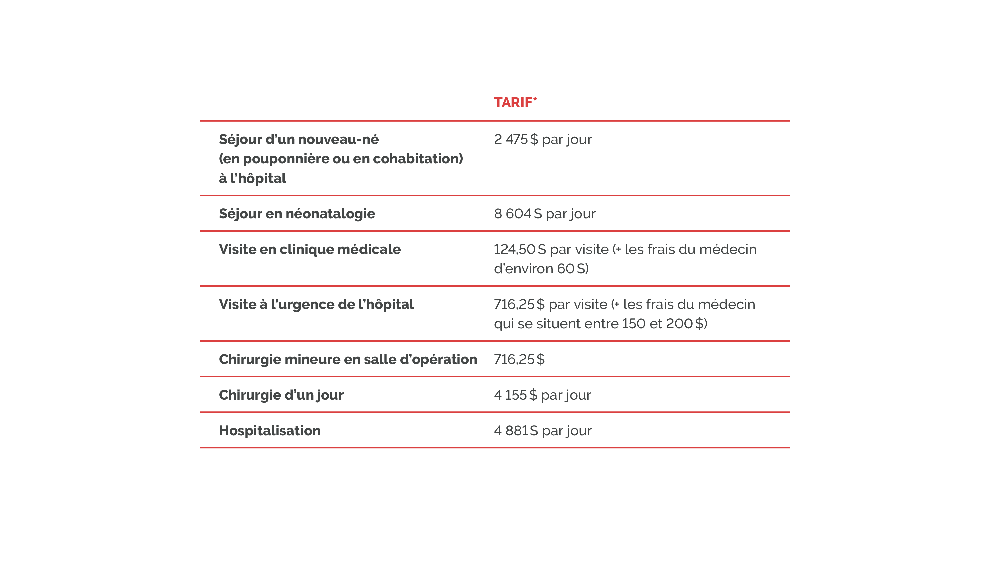 TARIF*
Séjour d’un nouveau-né 2 475 $ par jour
(en pouponnière ou en cohabitation)
à l’hôpital
Séjour en néonatalogie 8 604 $ par jour
Visite en clinique médicale 124,50 $ par visite (+ les frais du médecin
d’environ 60 $)
Visite à l’urgence de l’hôpital 716,25 $ par visite (+ les frais du médecin
qui se situent entre 150 et 200 $)
Chirurgie mineure en salle d’opération 716,25 $
Chirurgie d’un jour 4 155 $ par jour
Hospitalisation 4 881 $ par jour